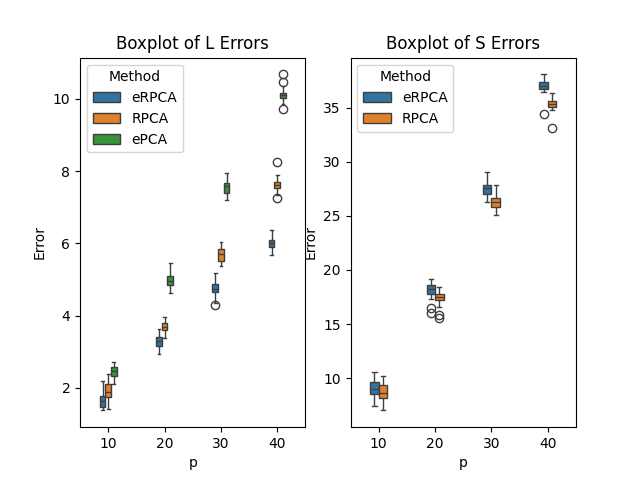 Boxplot of L Errors
Method
eRPCA
RPCA
ePCA
10
8
6
4
2
Error
10 20 30 40
p
Boxplot of S Errors
Method
eRPCA
RPCA
35
30
25
20
15
10
Error
10 20 30 40
p